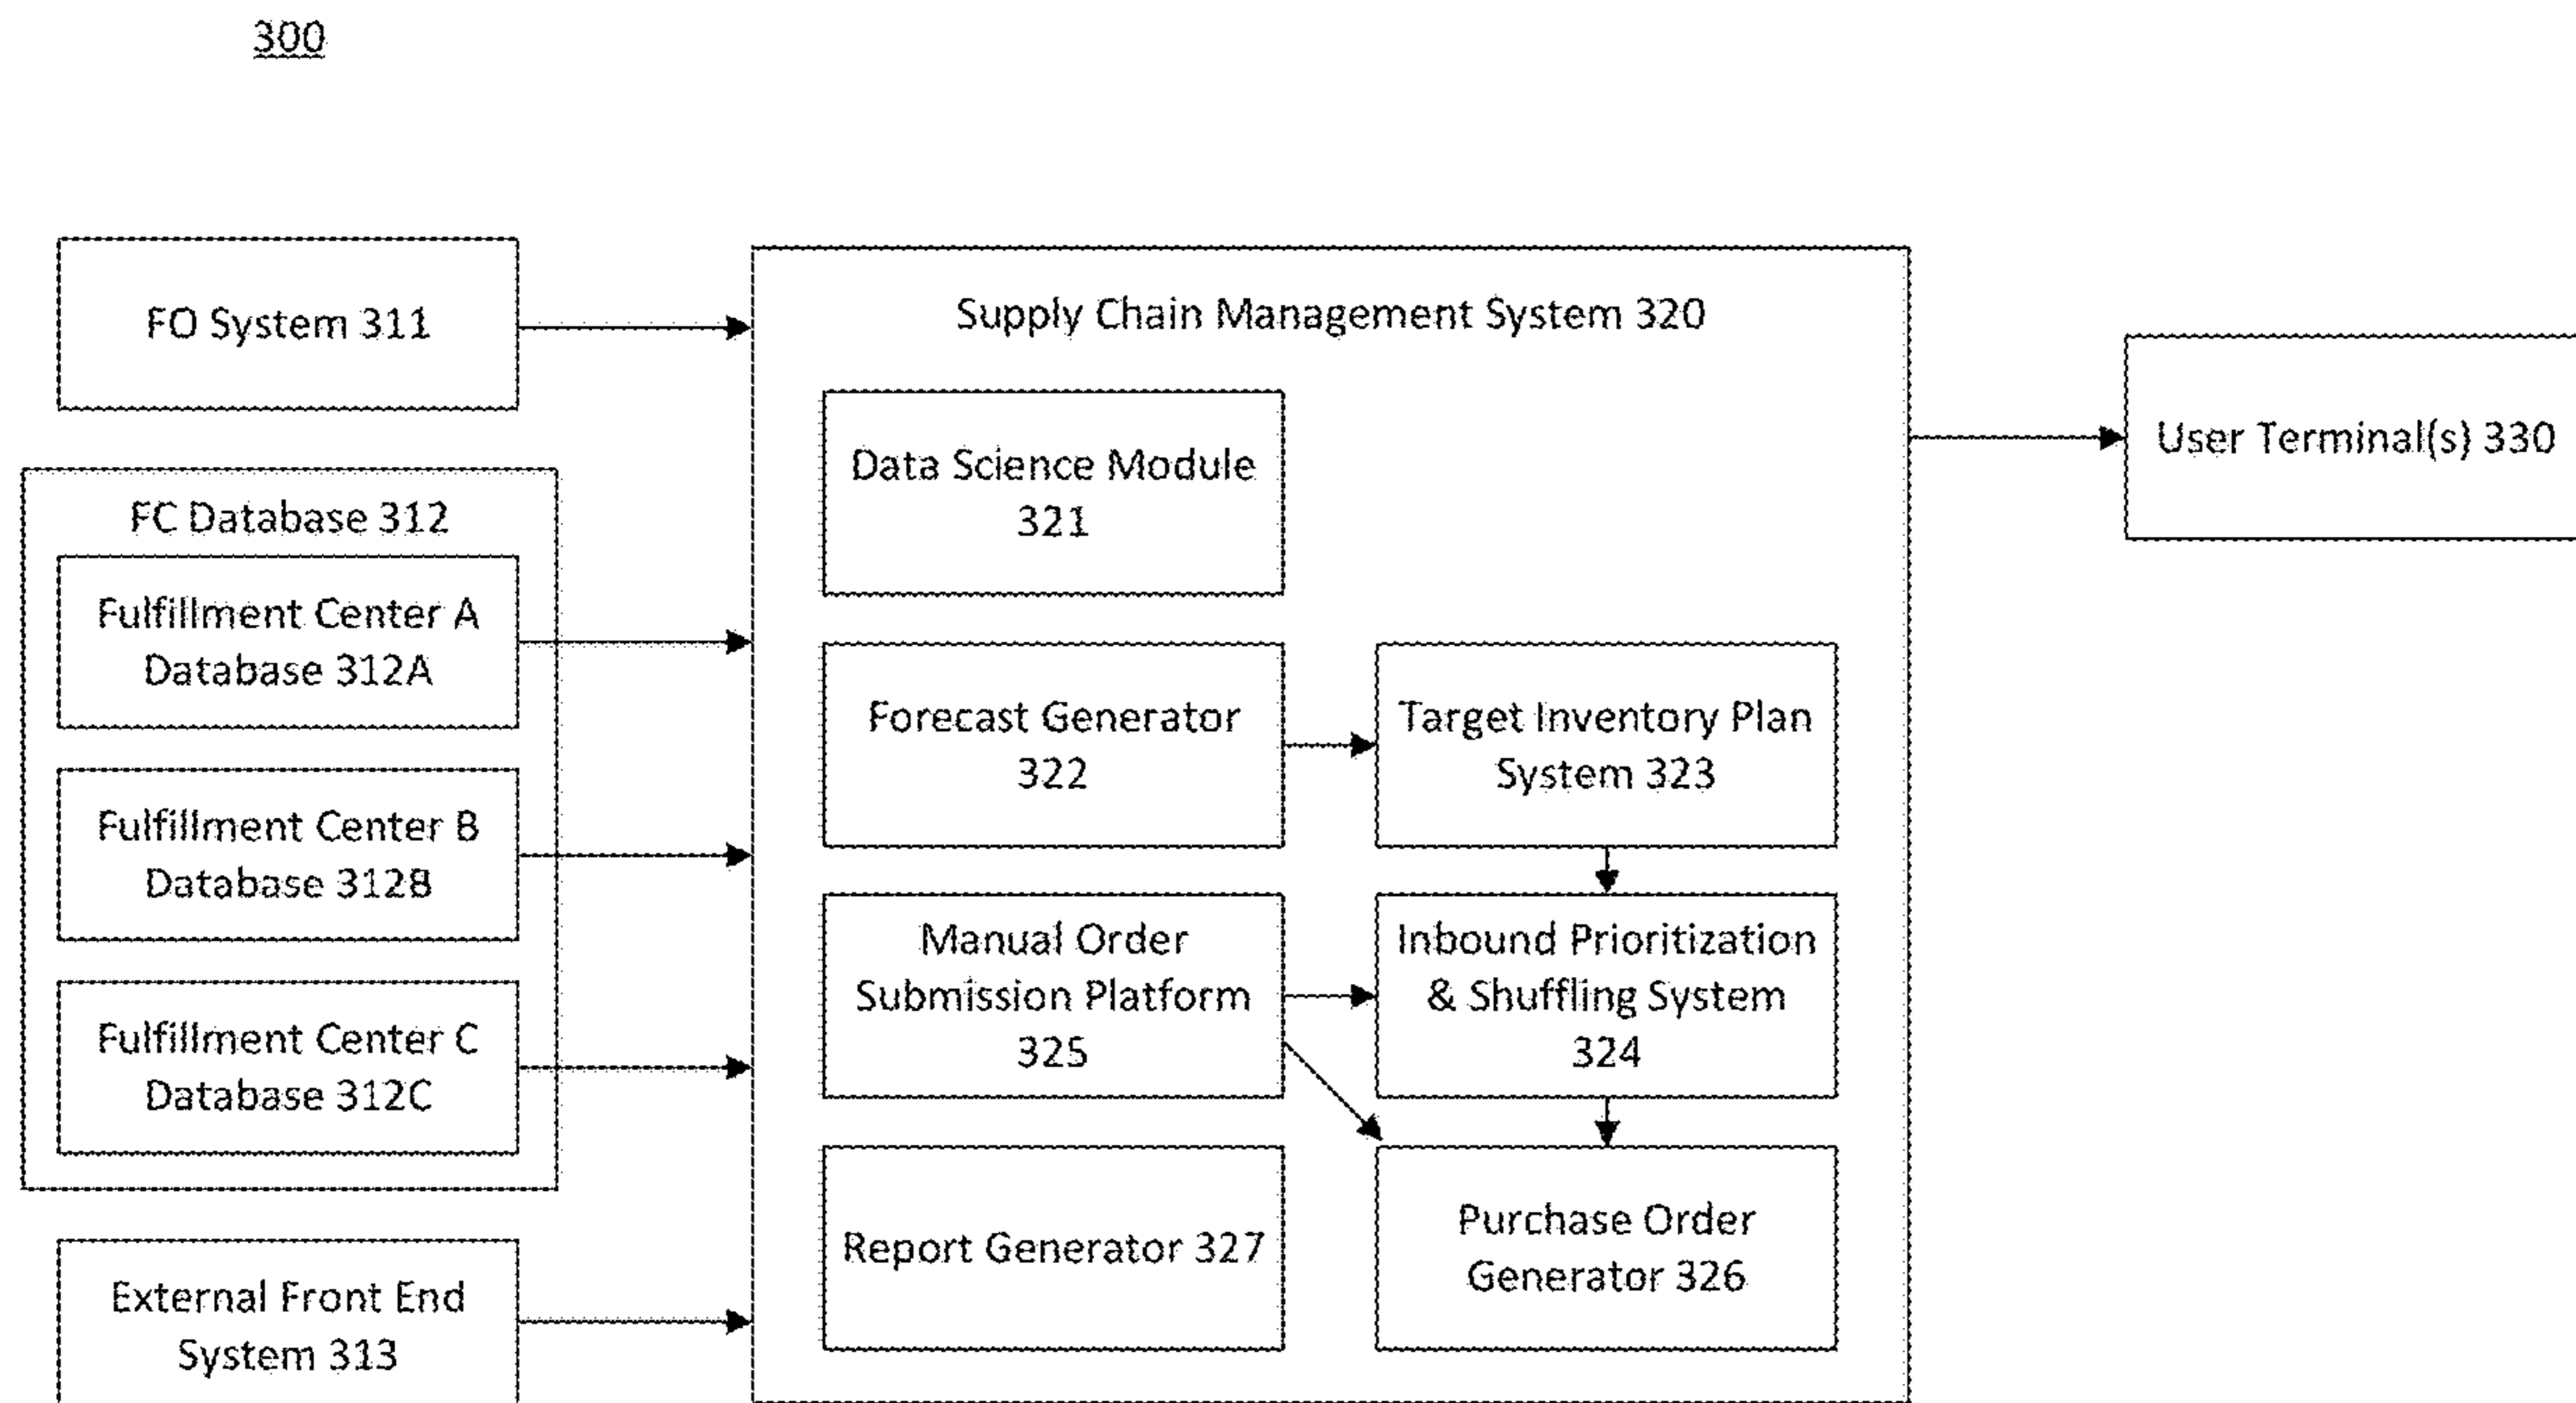 300
FO System 311
FC Database 312
Fulfillment Center A
Database 312A
Fulfillment Center B
Database 312B
Fulfillment Center C
Database 312C
External Front End
System 313
Supply Chain Management System 320
Data Science Module
321
Forecast Generator
322
Target Inventory Plan
System 323
Manual Order
Submission Platform
325
Inbound Prioritization
& Shuffling System
324
Report Generator 327
Purchase Order
Generator 326
User Terminal(s) 330